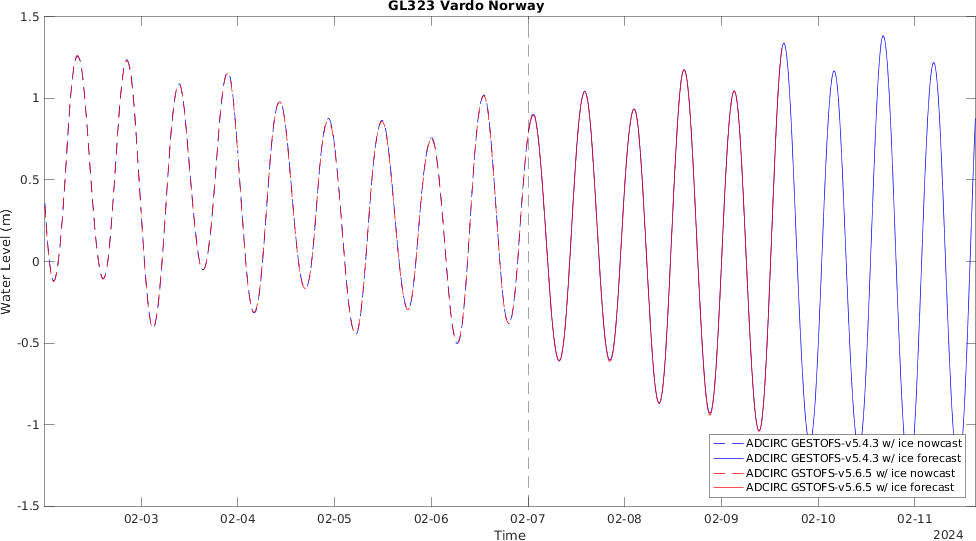 GL323 Vardo Norway
1.5
1
0.5
0
-0.5
-1
-1.5
Water Level (m)
02-03 02-04 02-05 02-06 02-07 02-08 02-09 02-10 02-11
Time
2024
ADCIRC GESTOFS-v5.4.3 w/ ice nowcast
ADCIRC GESTOFS-v5.4.3 w/ ice forecast
ADCIRC GSTOFS-v5.6.5 w/ ice nowcast
ADCIRC GSTOFS-v5.6.5 w/ ice forecast